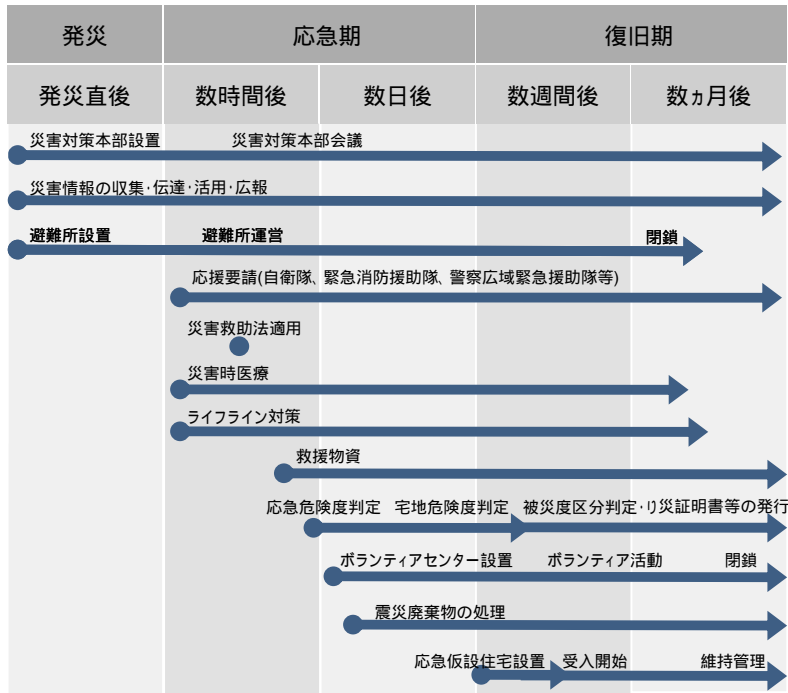 発災 応急期 復旧期
発災直後 数時間後 数日後 数週間後 数ヵ月後
災害対策本部設置 災害対策本部会議
災害情報の収集･伝達･活用･広報
避難所設置 避難所運営 閉鎖
応援要請(自衛隊、緊急消防援助隊、警察広域緊急援助隊等)
災害救助法適用
災害時医療
ライフライン対策
救援物資
応急危険度判定 宅地危険度判定 被災度区分判定･り災証明書等の発行
ボランティアセンター設置 ボランティア活動 閉鎖
震災廃棄物の処理
応急仮設住宅設置 受入開始 維持管理